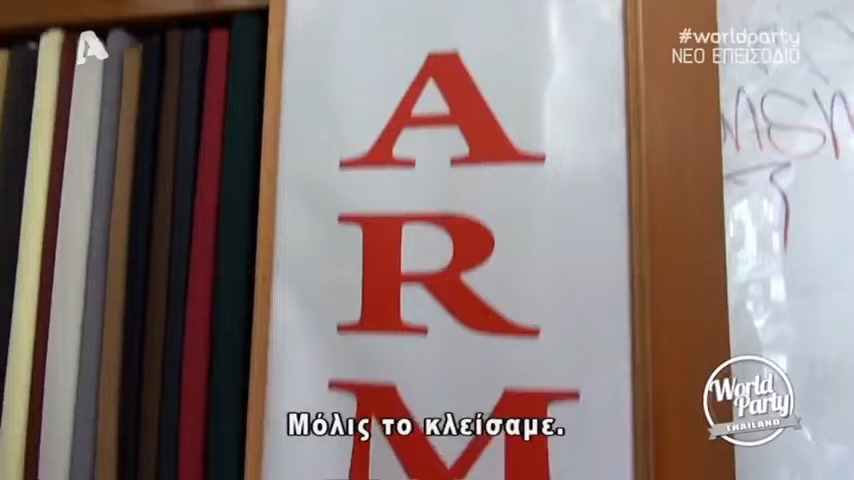 #worldparty
ΝΕΟ ΕΠΕΙΣΟΔΙΟ
A
R
M
Μόλις το κλείσαμε.
World
Party
THAILAND